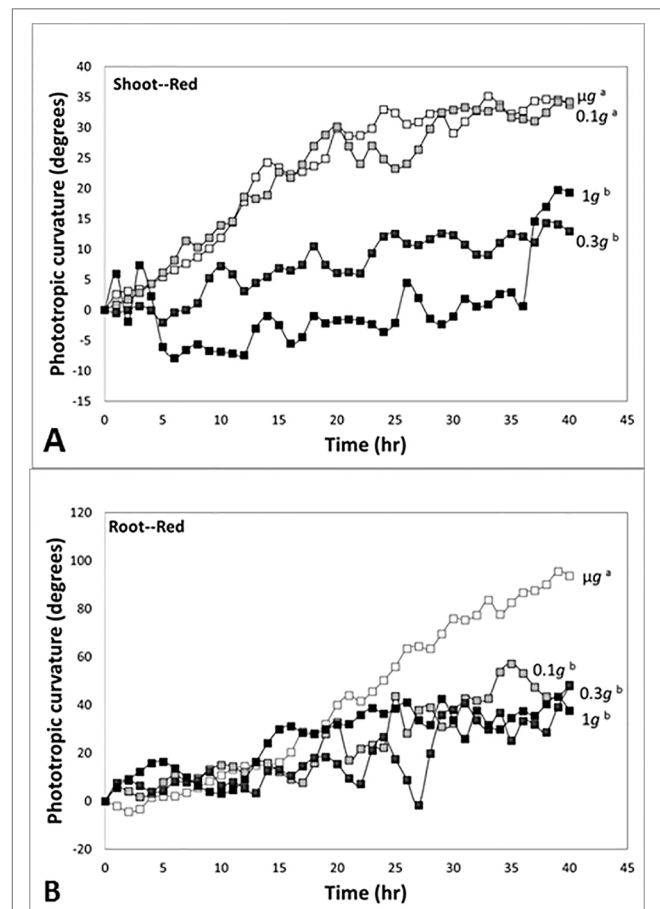 Shoot--Red
Phototropic curvature (degrees)
40
35
30
25
20
15
10
5
0
-5
-10
-15
µg ᵃ
0.1g ᵃ
1g ᵇ
0.3g ᵇ
0 5 10 15 20 25 30 35 40 45
Time (hr)
A
Root--Red
Phototropic curvature (degrees)
120
100
80
60
40
20
0
-20
µg ᵃ
0.1g ᵇ
0.3g ᵇ
1g ᵇ
0 5 10 15 20 25 30 35 40 45
Time (hr)
B